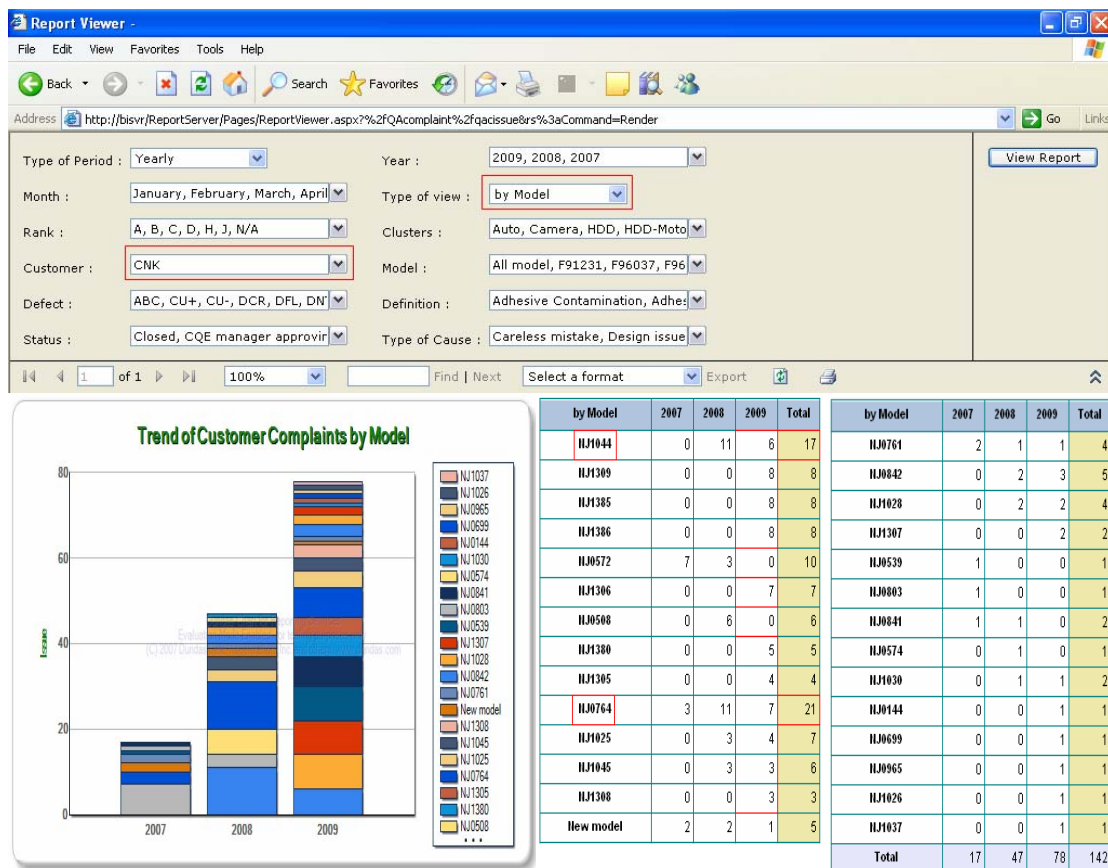 Report Viewer -
File Edit View Favorites Tools Help
Back Search Favorites
Address http://bisvr/ReportServer/Pages/ReportViewer.aspx?%2fQAcomplaint%2fqacissue&rs%3aCommand=Render Go Links
Type of Period : Yearly Year : 2009, 2008, 2007 View Report
Month : January, February, March, April Type of view : by Model
Rank : A, B, C, D, H, J, N/A Clusters : Auto, Camera, HDD, HDD-Moto
Customer : CNK Model : All model, F91231, F96037, F96
Defect : ABC, CU+, CU-, DCR, DFL, DN Definition : Adhesive Contamination, Adhes
Status : Closed, CQE manager approvin Type of Cause : Careless mistake, Design issue
1 of 1 100% Find | Next Select a format Export
Trend of Customer Complaints by Model
80
60
40
20
0
Issue
2007 2008 2009
(C) 2007 Dundas
NJ1037
NJ1026
NJ0965
NJ0699
NJ0144
NJ1030
NJ0574
NJ0841
NJ0803
NJ0539
NJ1307
NJ1028
NJ0842
NJ0761
New model
NJ1308
NJ1045
NJ1025
NJ0764
NJ1305
NJ1380
NJ0508
...
by Model 2007 2008 2009 Total
NJ1044 0 11 6 17
NJ1309 0 0 8 8
NJ1385 0 0 8 8
NJ1386 0 0 8 8
NJ0572 7 3 0 10
NJ1306 0 0 7 7
NJ0508 0 6 0 6
NJ1380 0 0 5 5
NJ1305 0 0 4 4
NJ0764 3 11 7 21
NJ1025 0 3 4 7
NJ1045 0 3 3 6
NJ1308 0 0 3 3
New model 2 2 1 5
by Model 2007 2008 2009 Total
NJ0761 2 1 1 4
NJ0842 0 2 3 5
NJ1028 0 2 2 4
NJ1307 0 0 2 2
NJ0539 1 0 0 1
NJ0803 1 0 0 1
NJ0841 1 1 0 2
NJ0574 0 1 0 1
NJ1030 0 1 1 2
NJ0144 0 0 1 1
NJ0699 0 0 1 1
NJ0965 0 0 1 1
NJ1026 0 0 1 1
NJ1037 0 0 1 1
Total 17 47 78 142